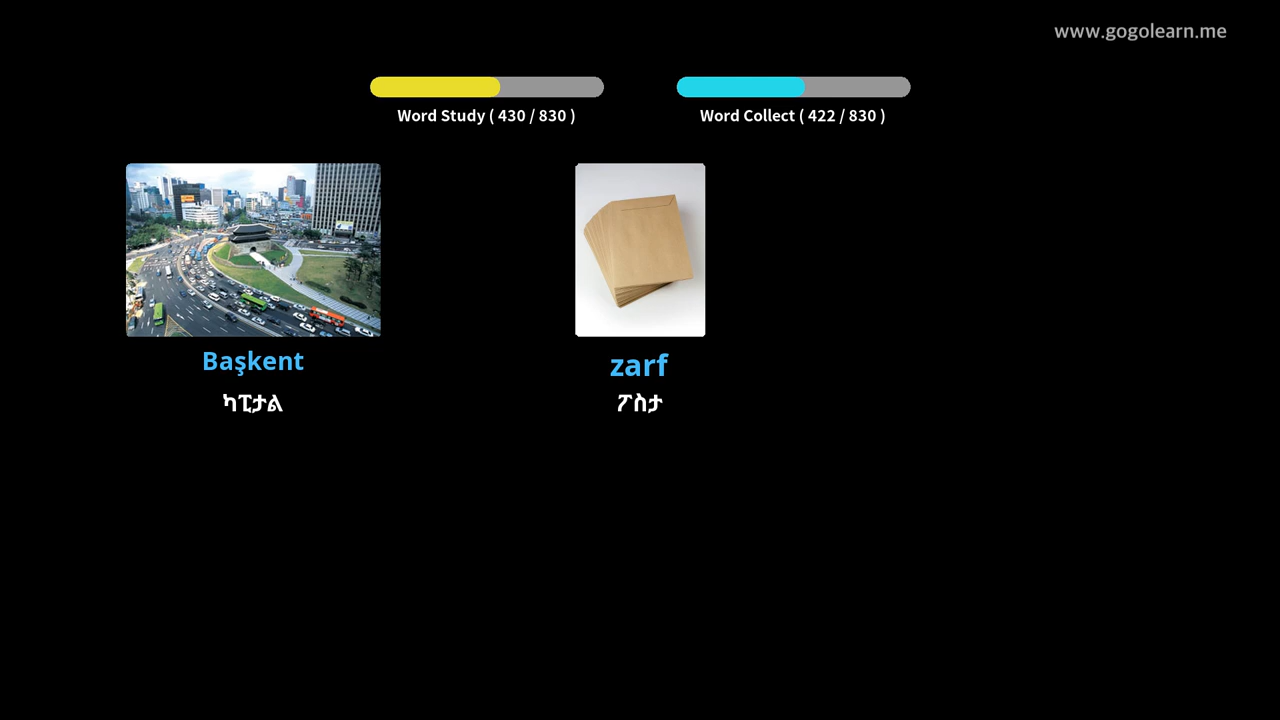 www.gogolearn.me
Word Study ( 430 / 830 )
Word Collect ( 422 / 830 )
Başkent
ካፒታል
zarf
ፖስታ